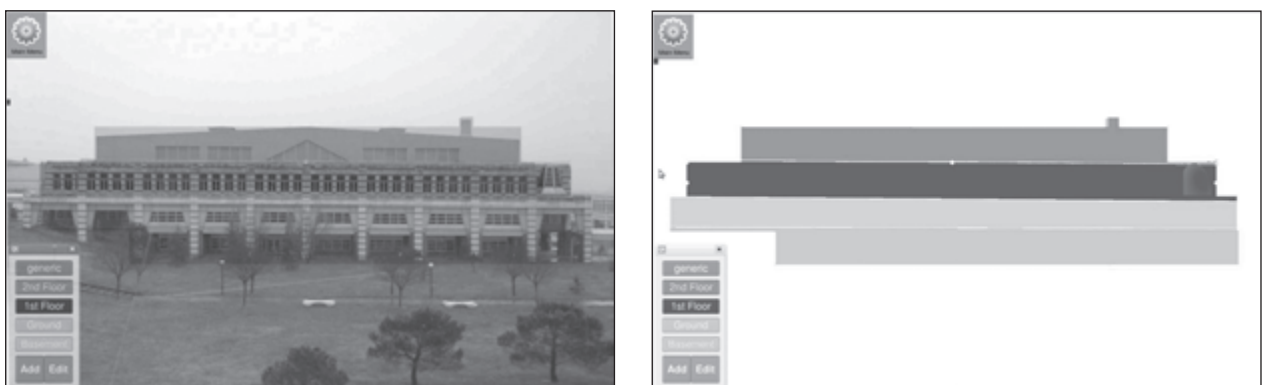 Main Menu
generic
2nd Floor
1st Floor
Ground
Basement
Add Edit
Main Menu
generic
2nd Floor
1st Floor
Ground
Basement
Add Edit